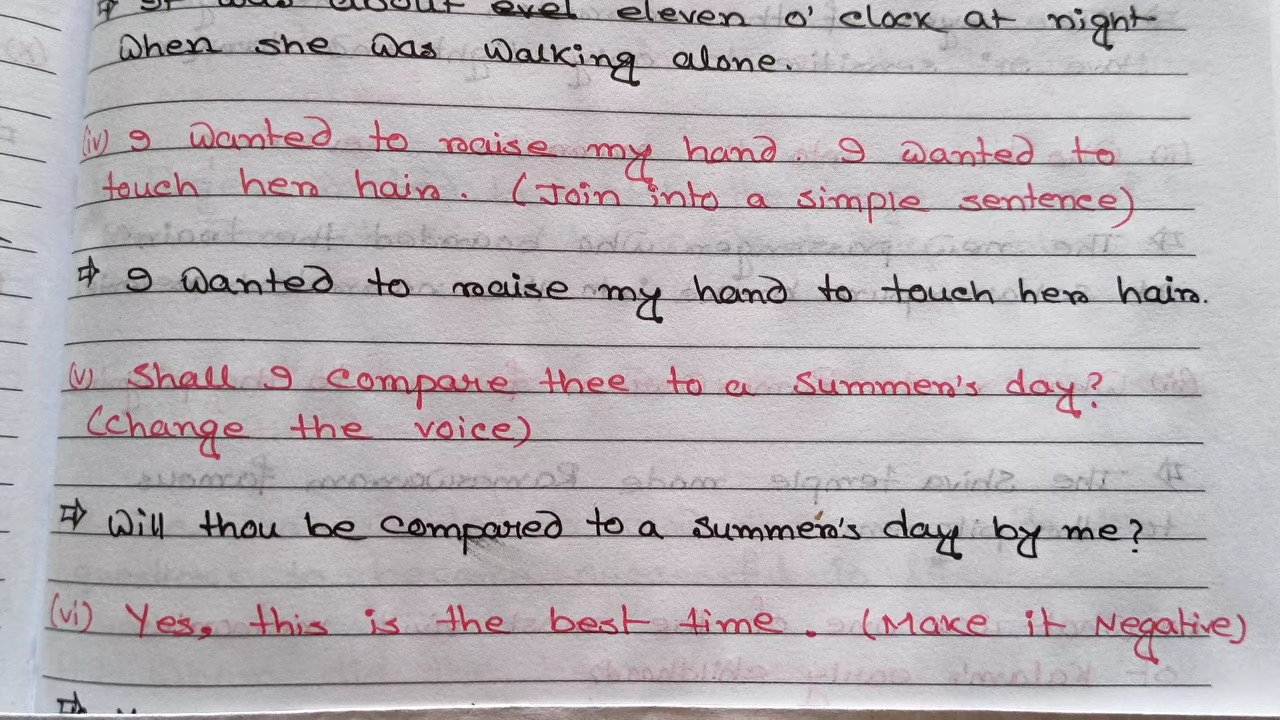 ⇒ It was about evel eleven o' clock at night
when she was walking alone.
(iv) I wanted to raise my hand. I wanted to
touch her hair. (Join into a simple sentence)
⇒ I wanted to raise my hand to touch her hair.
(v) Shall I compare thee to a summer's day?
(Change the voice)
⇒ Will thou be compared to a summer's day by me?
(vi) Yes, this is the best time. (Make it Negative)
⇒